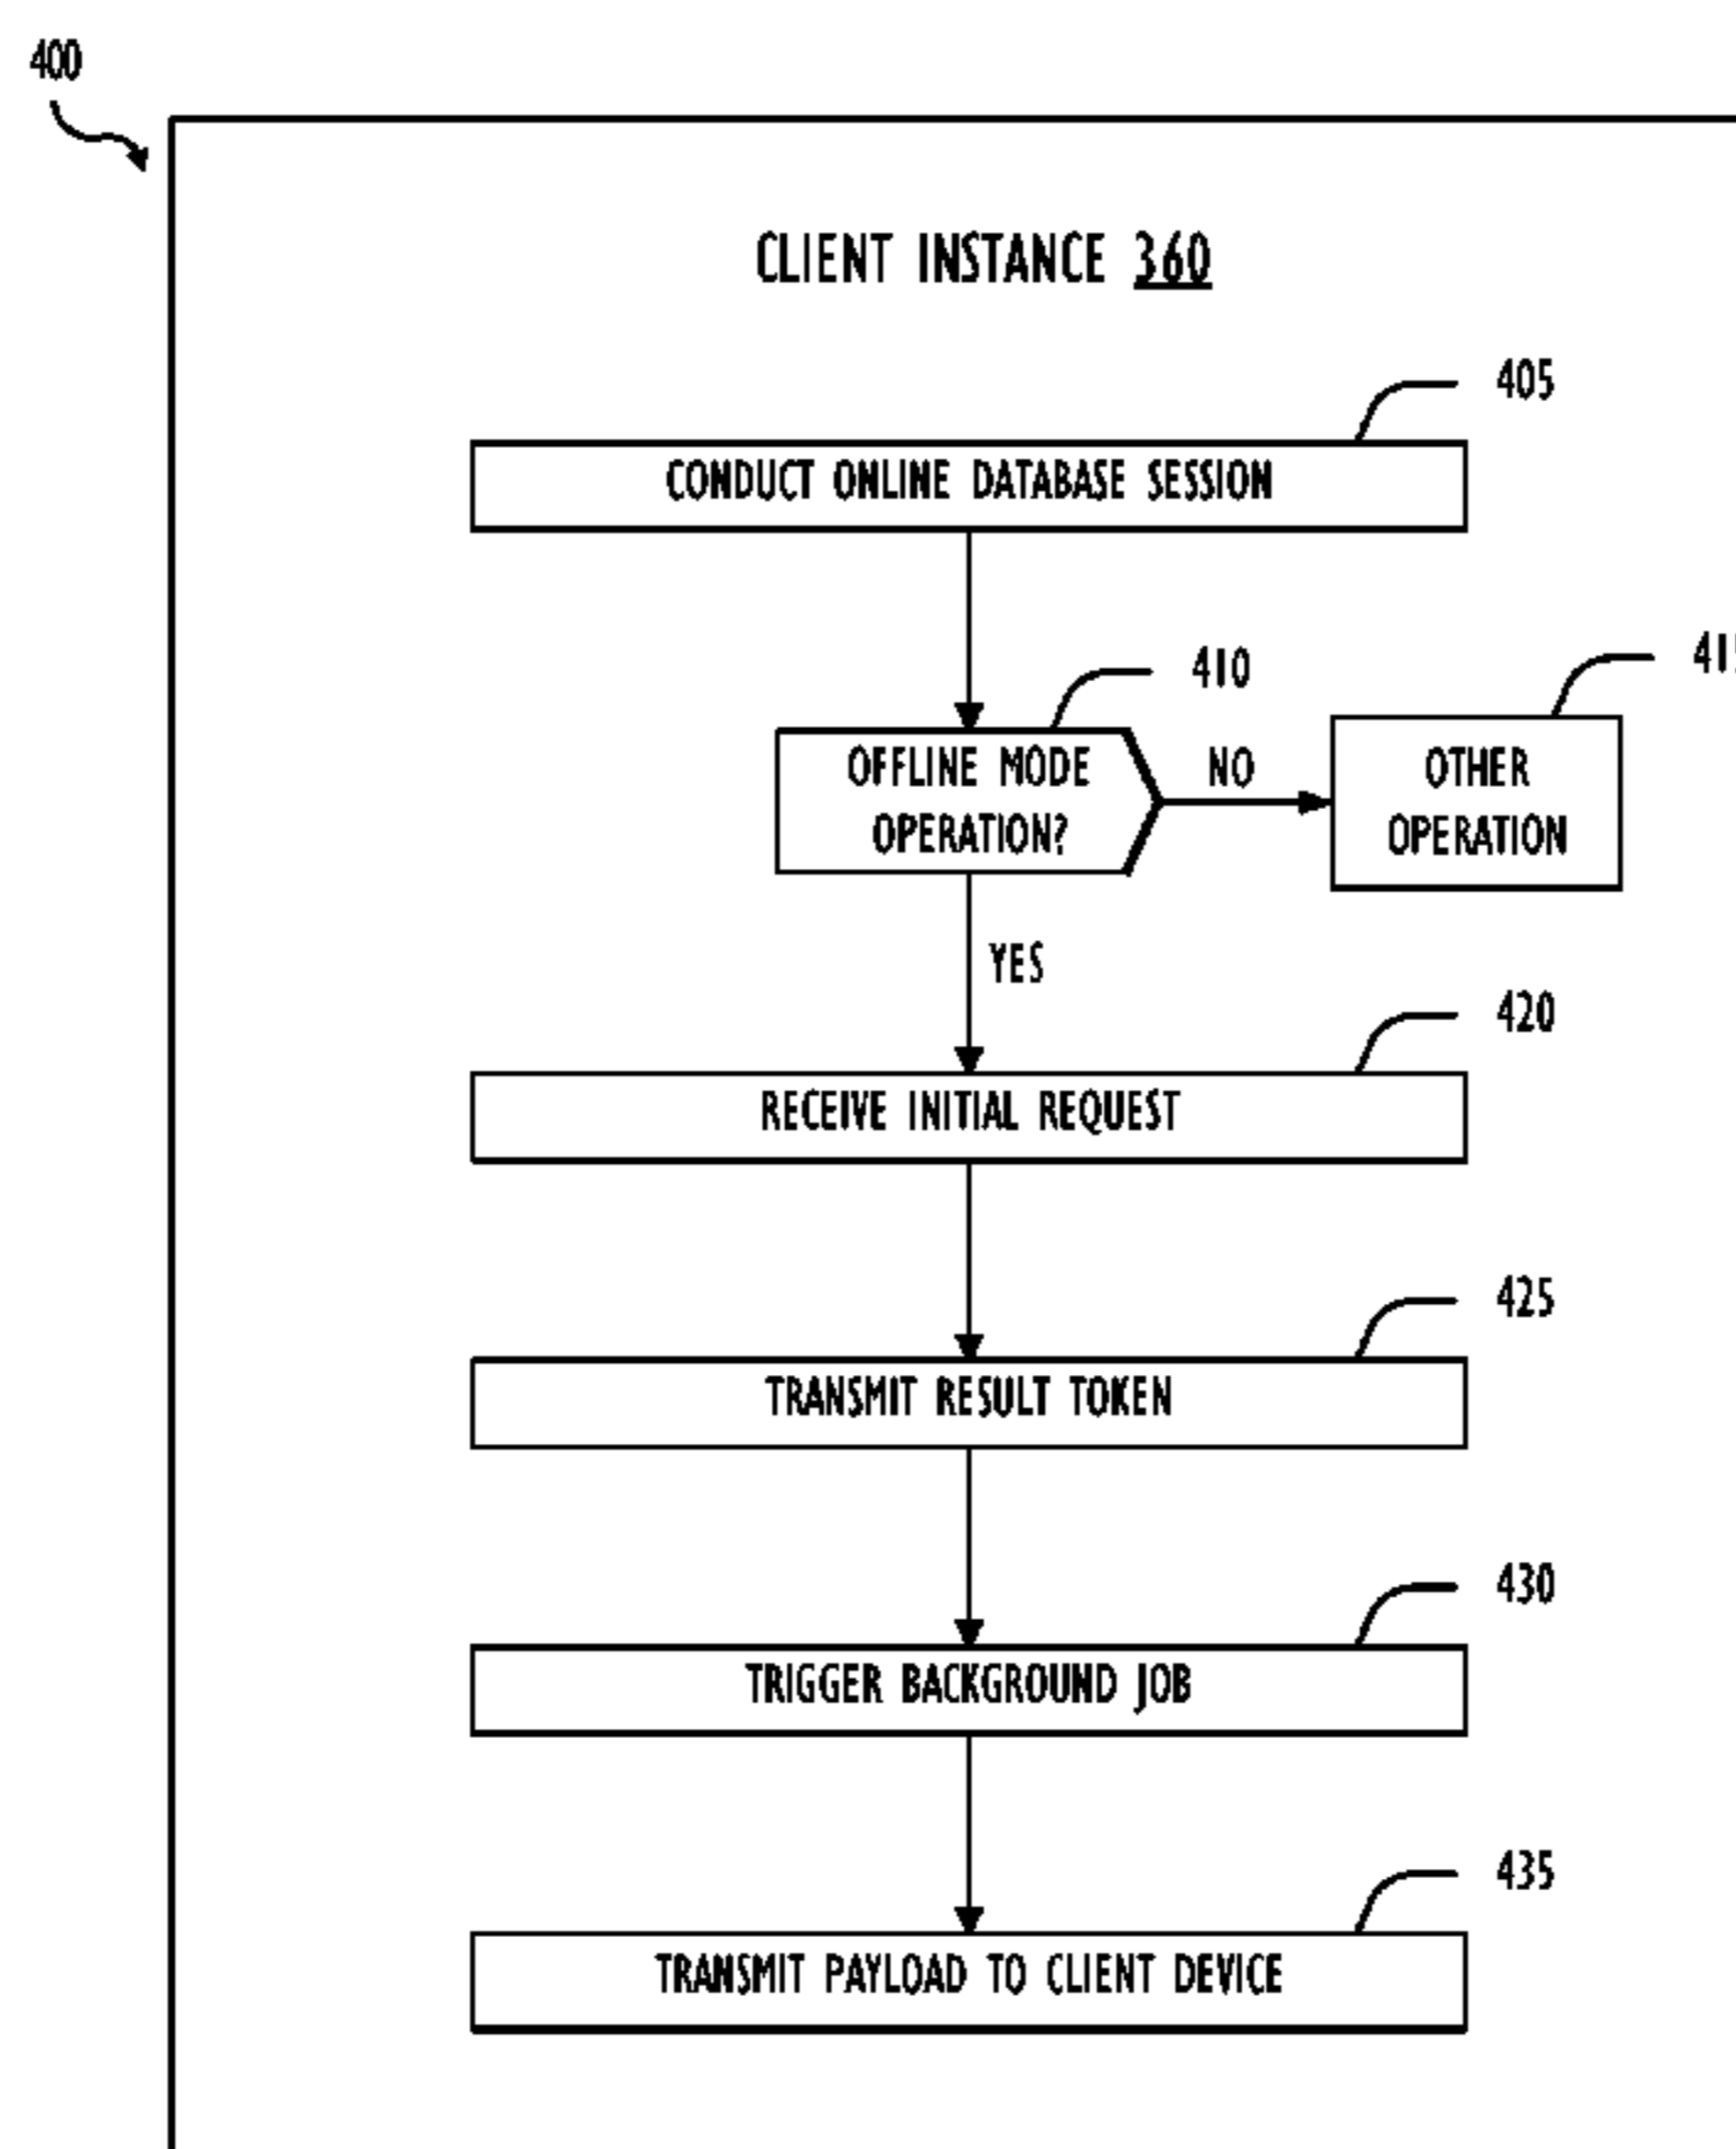 400
CLIENT INSTANCE 360
405
CONDUCT ONLINE DATABASE SESSION
410
OFFLINE MODE
OPERATION?
NO
OTHER
OPERATION
YES
420
RECEIVE INITIAL REQUEST
425
TRANSMIT RESULT TOKEN
430
TRIGGER BACKGROUND JOB
435
TRANSMIT PAYLOAD TO CLIENT DEVICE